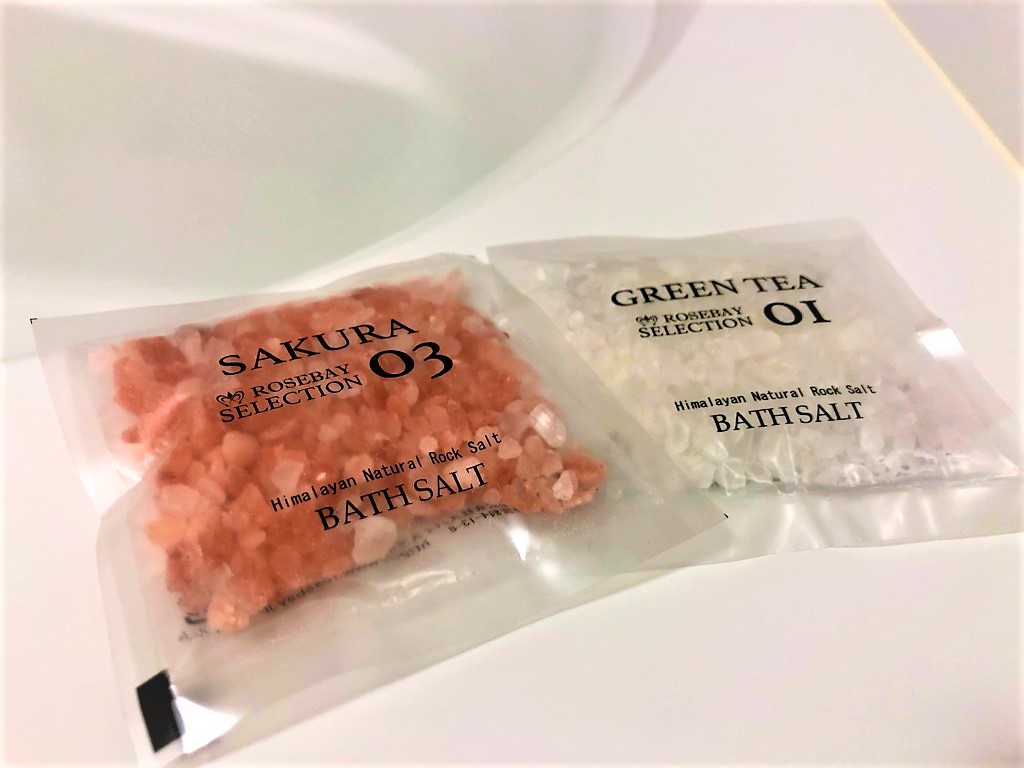 SAKURA
ROSEBAY
SELECTION 03
Himalayan Natural Rock Salt
BATH SALT
GREEN TEA
ROSEBAY
SELECTION 01
Himalayan Natural Rock Salt
BATH SALT